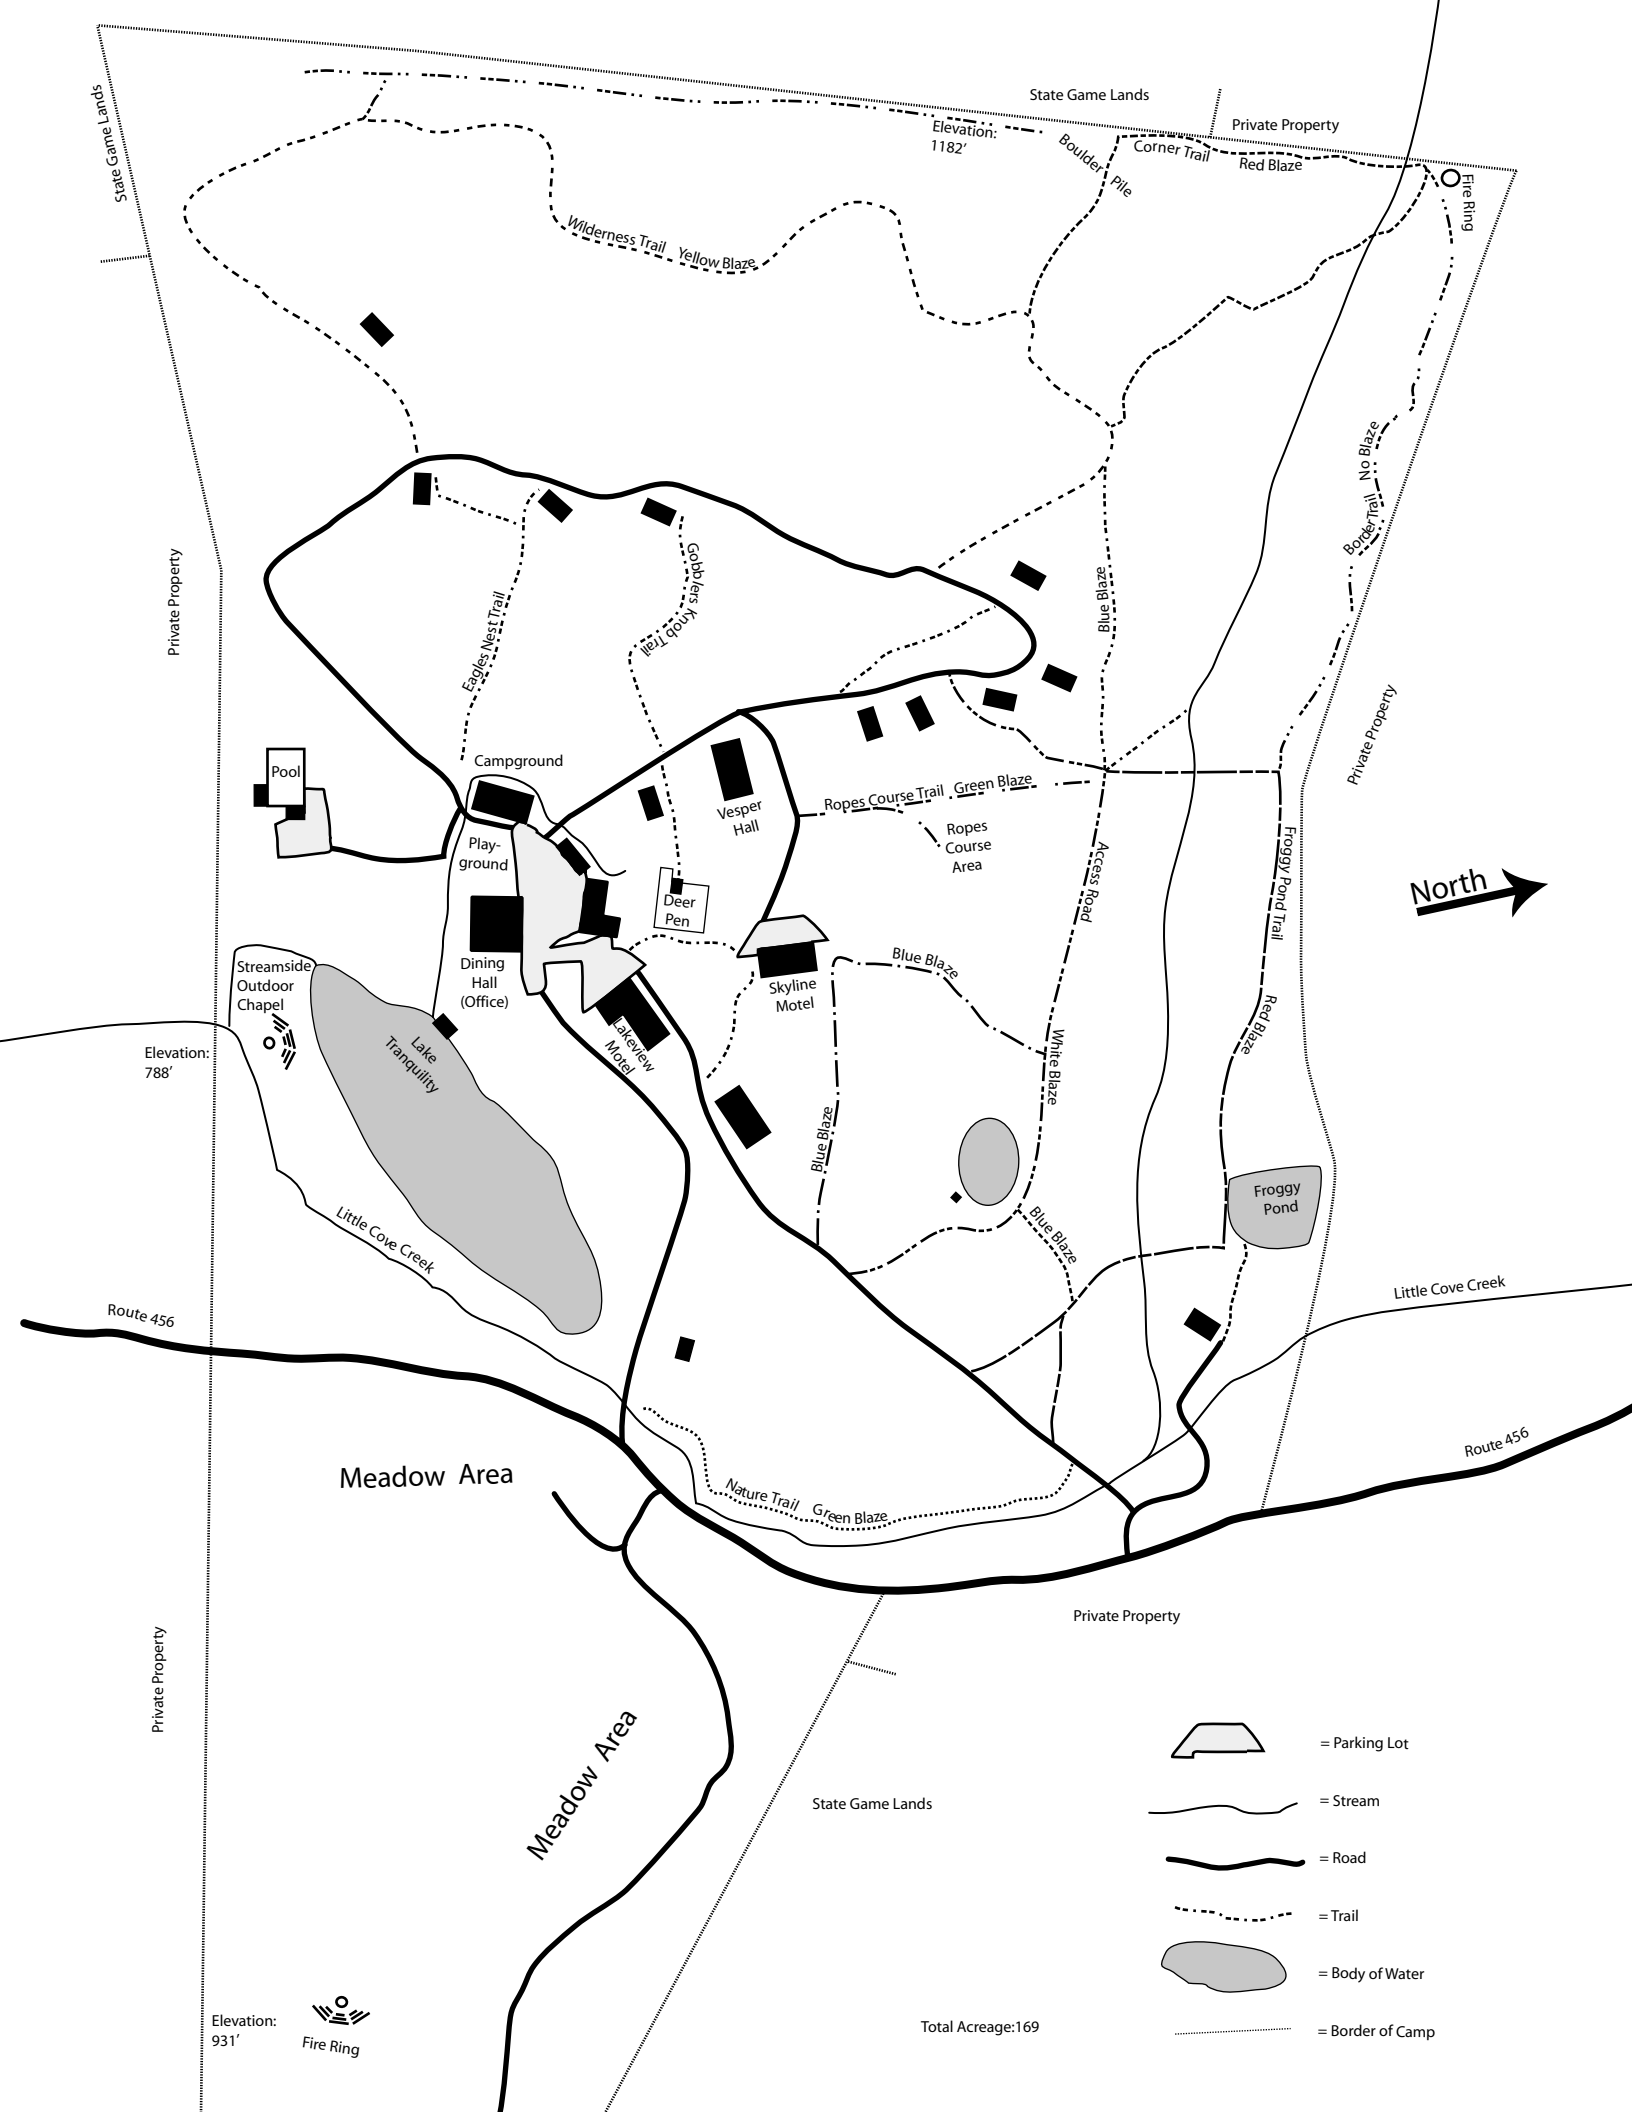 State Game Lands
State Game Lands
Private Property
Elevation:
1182’
Boulder Pile
Corner Trail
Red Blaze
Fire Ring
Wilderness Trail Yellow Blaze
No Blaze
BorderTrail
Private Property
Gobblers Knob Trail
Eagles Nest Trail
Blue Blaze
Private Property
Campground
Pool
Vesper
Hall
Ropes Course Trail Green Blaze
Ropes
Course
Area
Play-
ground
Access Road
Froggy Pond Trail
North
Deer
Pen
Dining
Hall
(Office)
Streamside
Outdoor
Chapel
Skyline
Motel
Blue Blaze
Red Blaze
Lakeview
Motel
Lake
Tranquility
Elevation:
788’
White Blaze
Blue Blaze
Froggy
Pond
Blue Blaze
Little Cove Creek
Little Cove Creek
Route 456
Route 456
Meadow Area
Nature Trail Green Blaze
Private Property
Private Property
Meadow Area
State Game Lands
= Parking Lot
= Stream
= Road
= Trail
= Body of Water
= Border of Camp
Total Acreage:169
Elevation:
931’
Fire Ring